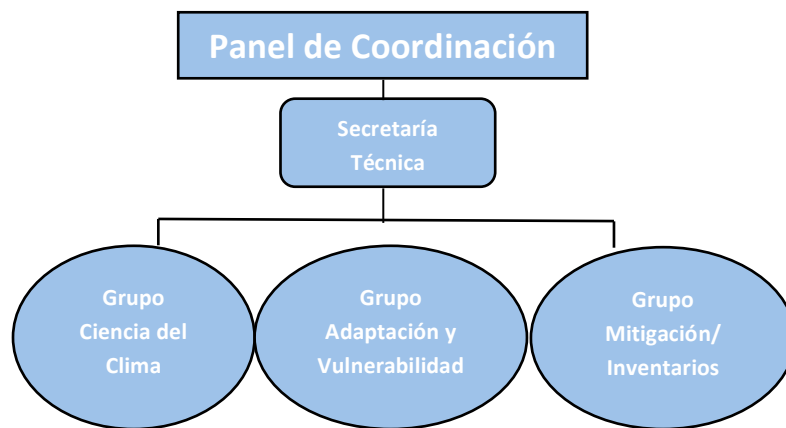 Panel de Coordinación
Secretaría
Técnica
Grupo
Ciencia del
Clima
Grupo
Adaptación y
Vulnerabilidad
Grupo
Mitigación/
Inventarios